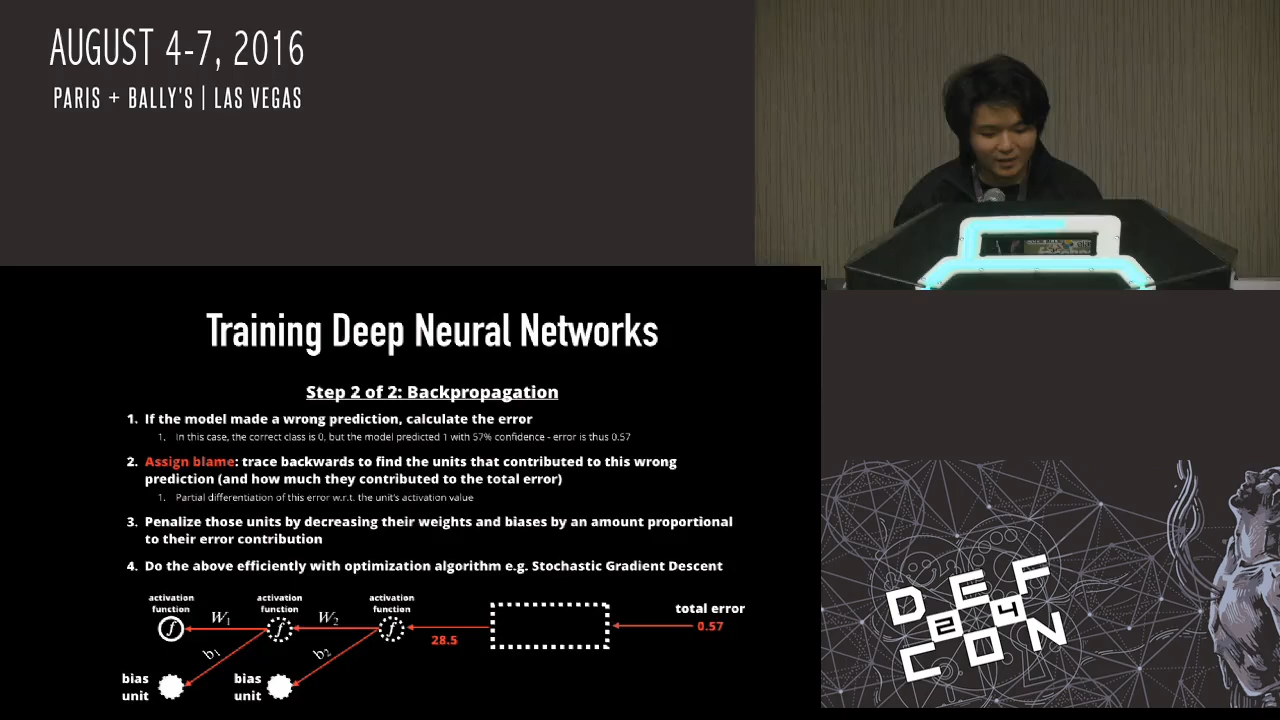 AUGUST 4-7, 2016
PARIS + BALLY'S | LAS VEGAS
Training Deep Neural Networks
Step 2 of 2: Backpropagation
1. If the model made a wrong prediction, calculate the error
1. In this case, the correct class is 0, but the model predicted 1 with 57% confidence - error is thus 0.57
2. Assign blame: trace backwards to find the units that contributed to this wrong
prediction (and how much they contributed to the total error)
1. Partial differentiation of this error w.r.t. the unit's activation value
3. Penalize those units by decreasing their weights and biases by an amount proportional
to their error contribution
4. Do the above efficiently with optimization algorithm e.g. Stochastic Gradient Descent
activation
function
activation
function
activation
function
total error
f
W1
f
W2
f
28.5
0.57
b1
b2
bias
unit
bias
unit
DEF
24
CON